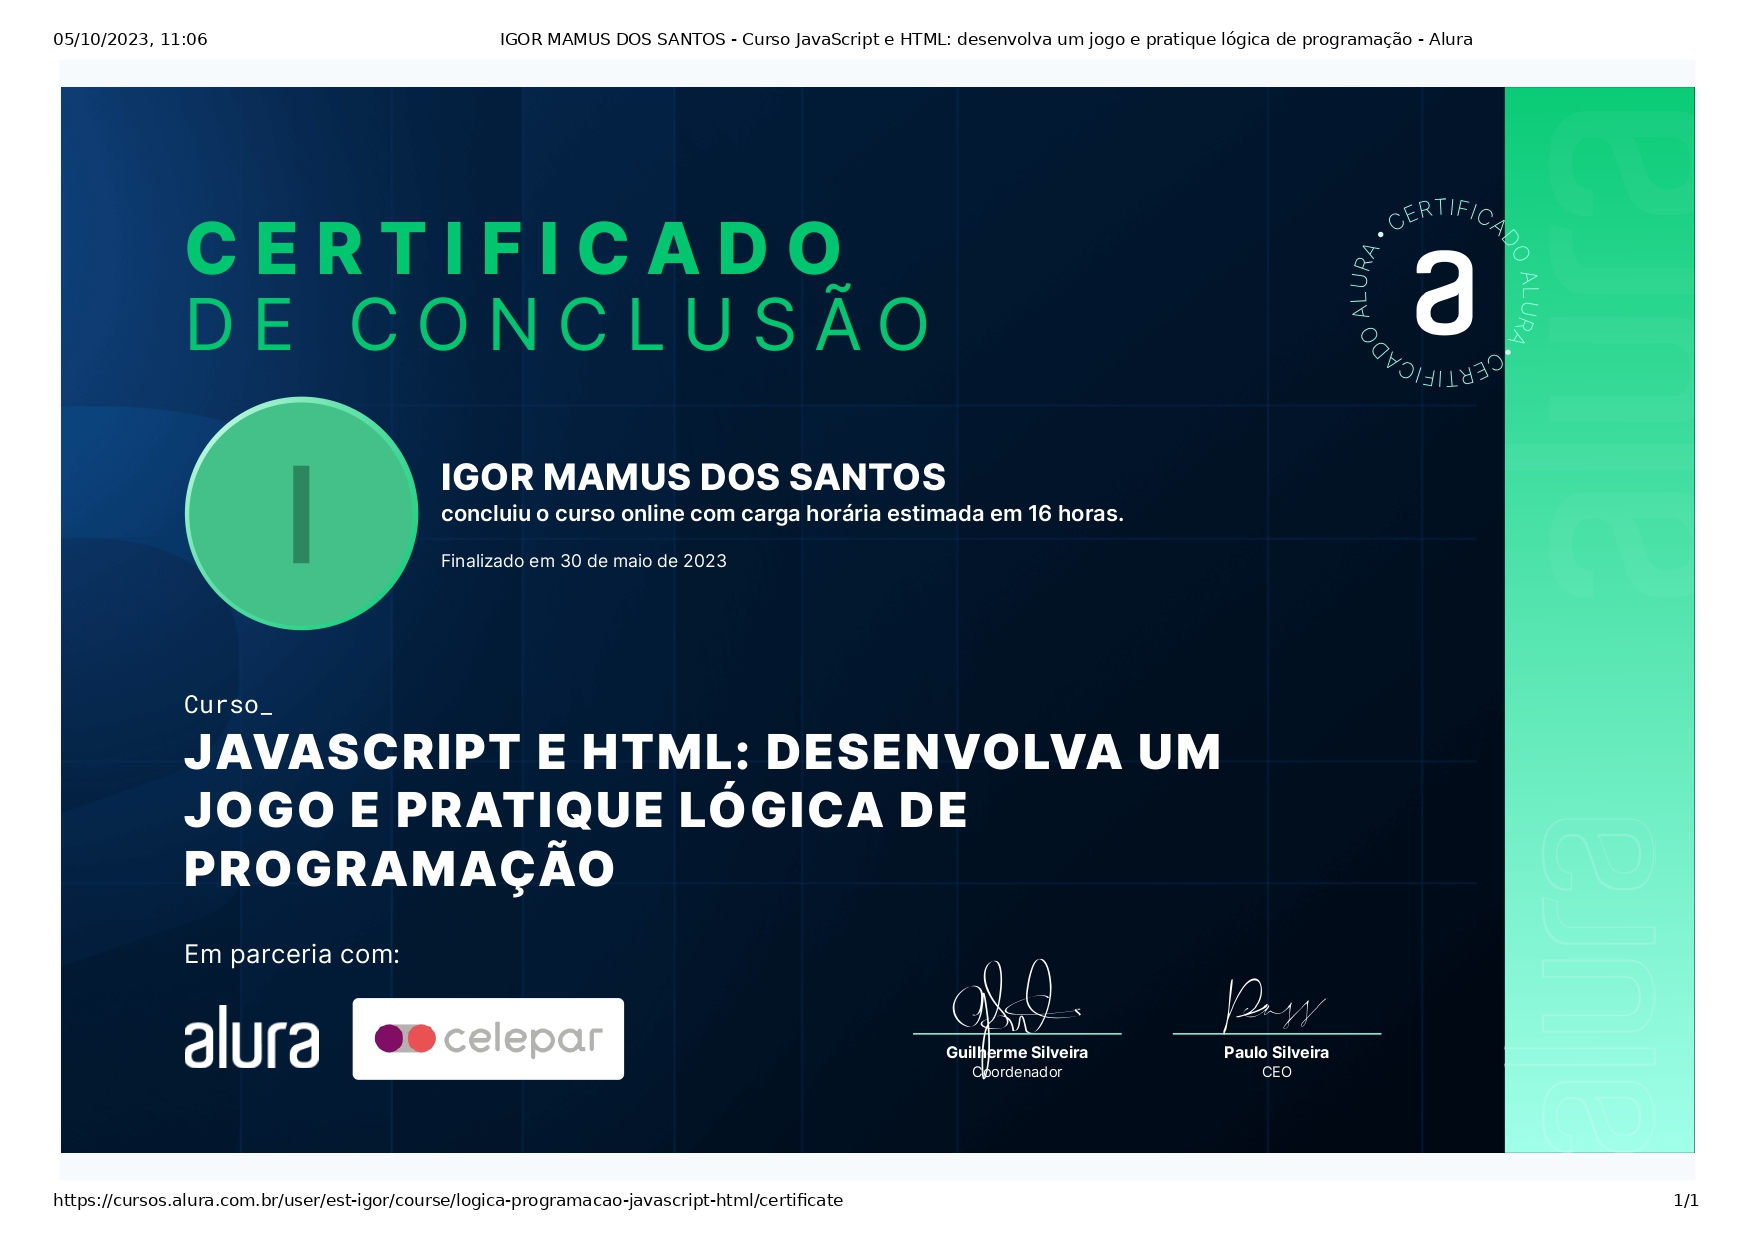 05/10/2023, 11:06
IGOR MAMUS DOS SANTOS - Curso JavaScript e HTML: desenvolva um jogo e pratique lógica de programação - Alura
CERTIFICADO
DE CONCLUSÃO
CERTIFICADO ALURA • CERTIFICADO ALURA •
a
alura
I
IGOR MAMUS DOS SANTOS
concluiu o curso online com carga horária estimada em 16 horas.
Finalizado em 30 de maio de 2023
Curso_
JAVASCRIPT E HTML: DESENVOLVA UM
JOGO E PRATIQUE LÓGICA DE
PROGRAMAÇÃO
Em parceria com:
alura
celepar
Guilherme Silveira
Coordenador
Paulo Silveira
CEO
alura
https://cursos.alura.com.br/user/est-igor/course/logica-programacao-javascript-html/certificate
1/1